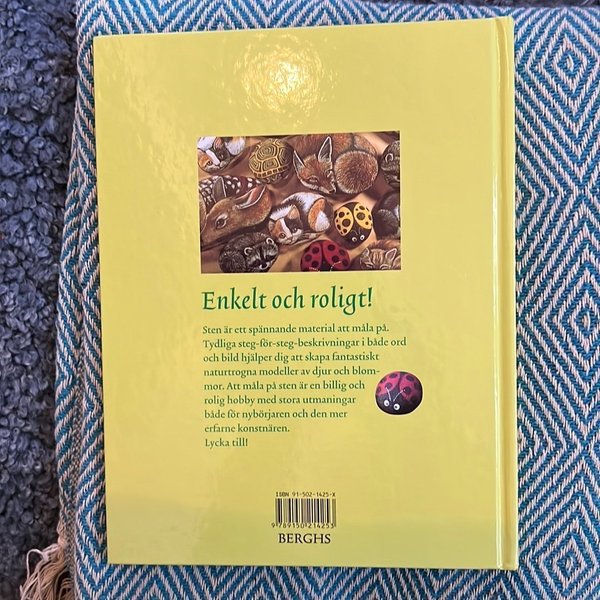 Enkelt och roligt!
Sten är ett spännande material att måla på.
Tydliga steg-för-steg-beskrivningar i både ord
och bild hjälper dig att skapa fantastiskt
naturtrogna modeller av djur och blom-
mor. Att måla på sten är en billig och
rolig hobby med stora utmaningar
både för nybörjaren och den mer
erfarne konstnären.
Lycka till!
ISBN 91-502-1425-X
9 789150 214253
BERGHS